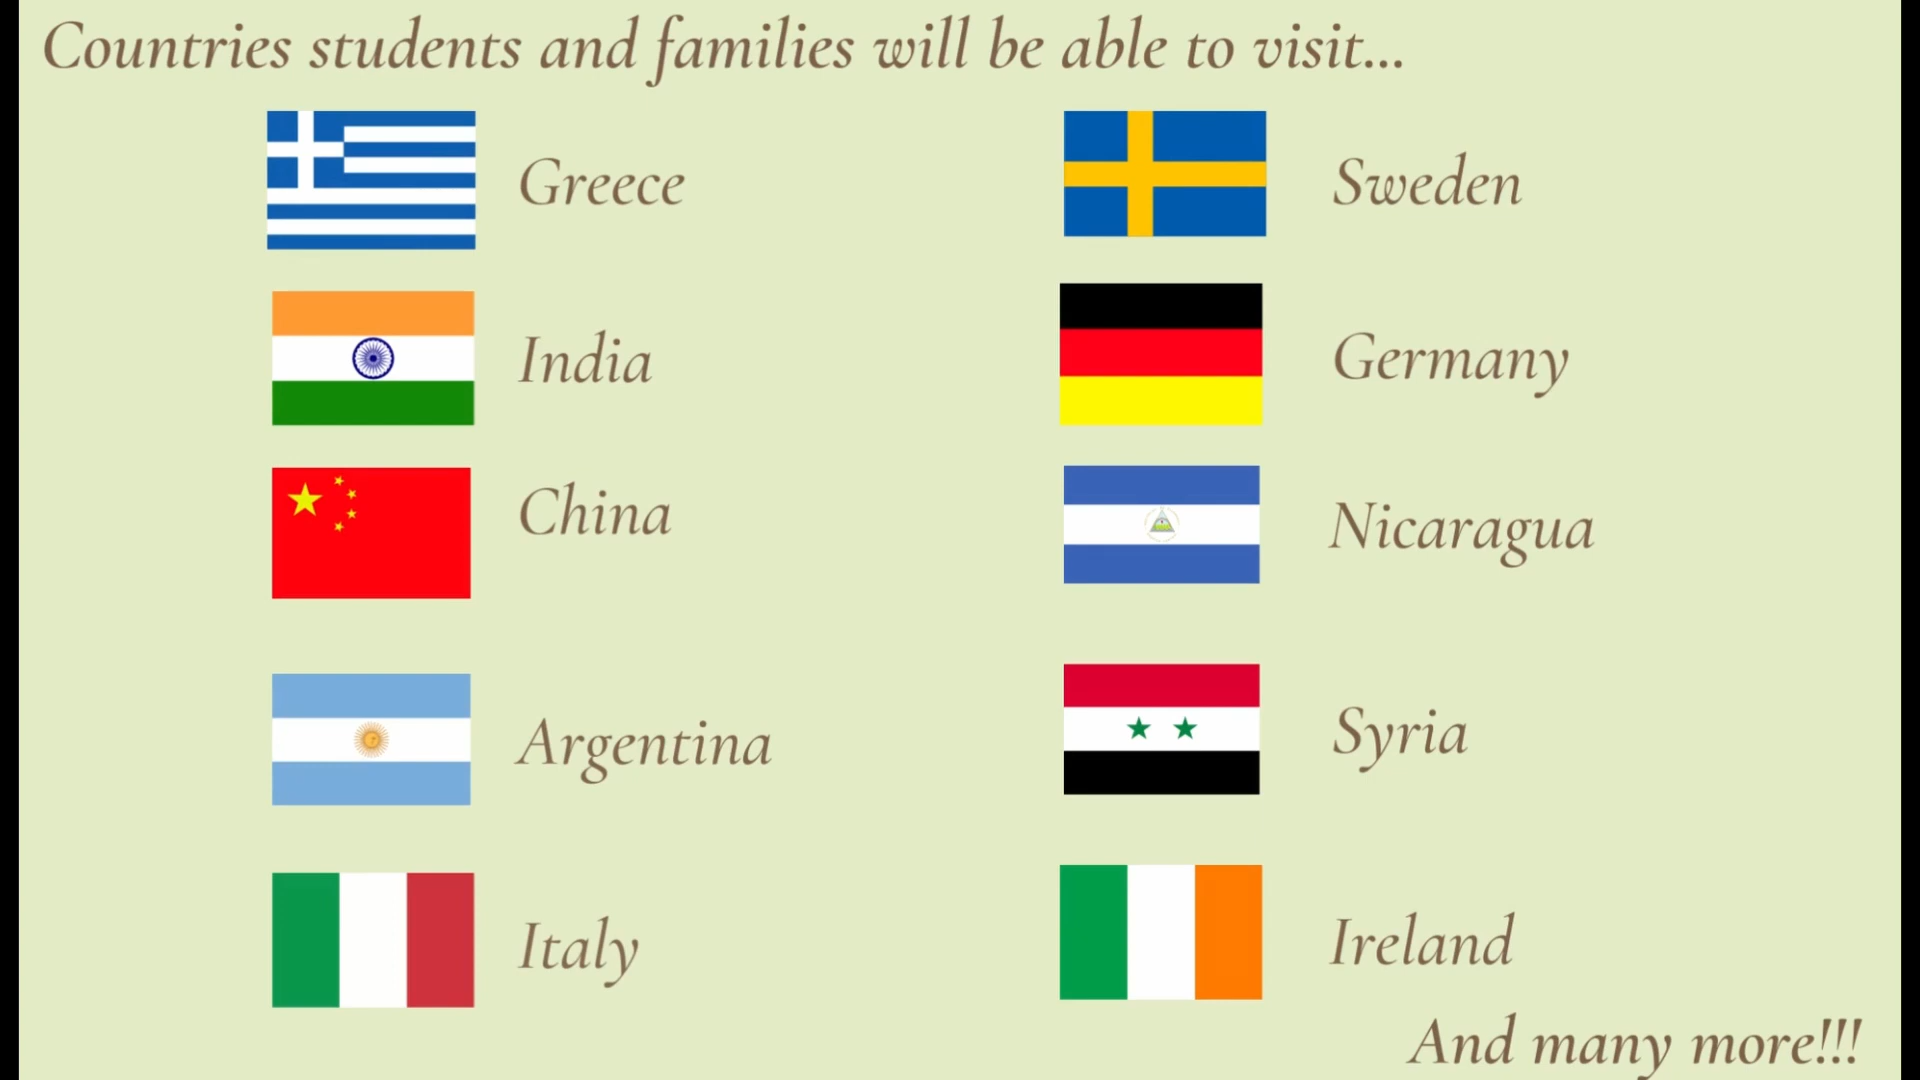 Countries students and families will be able to visit...
Greece
Sweden
India
Germany
China
Nicaragua
Argentina
Syria
Italy
Ireland
And many more!!!